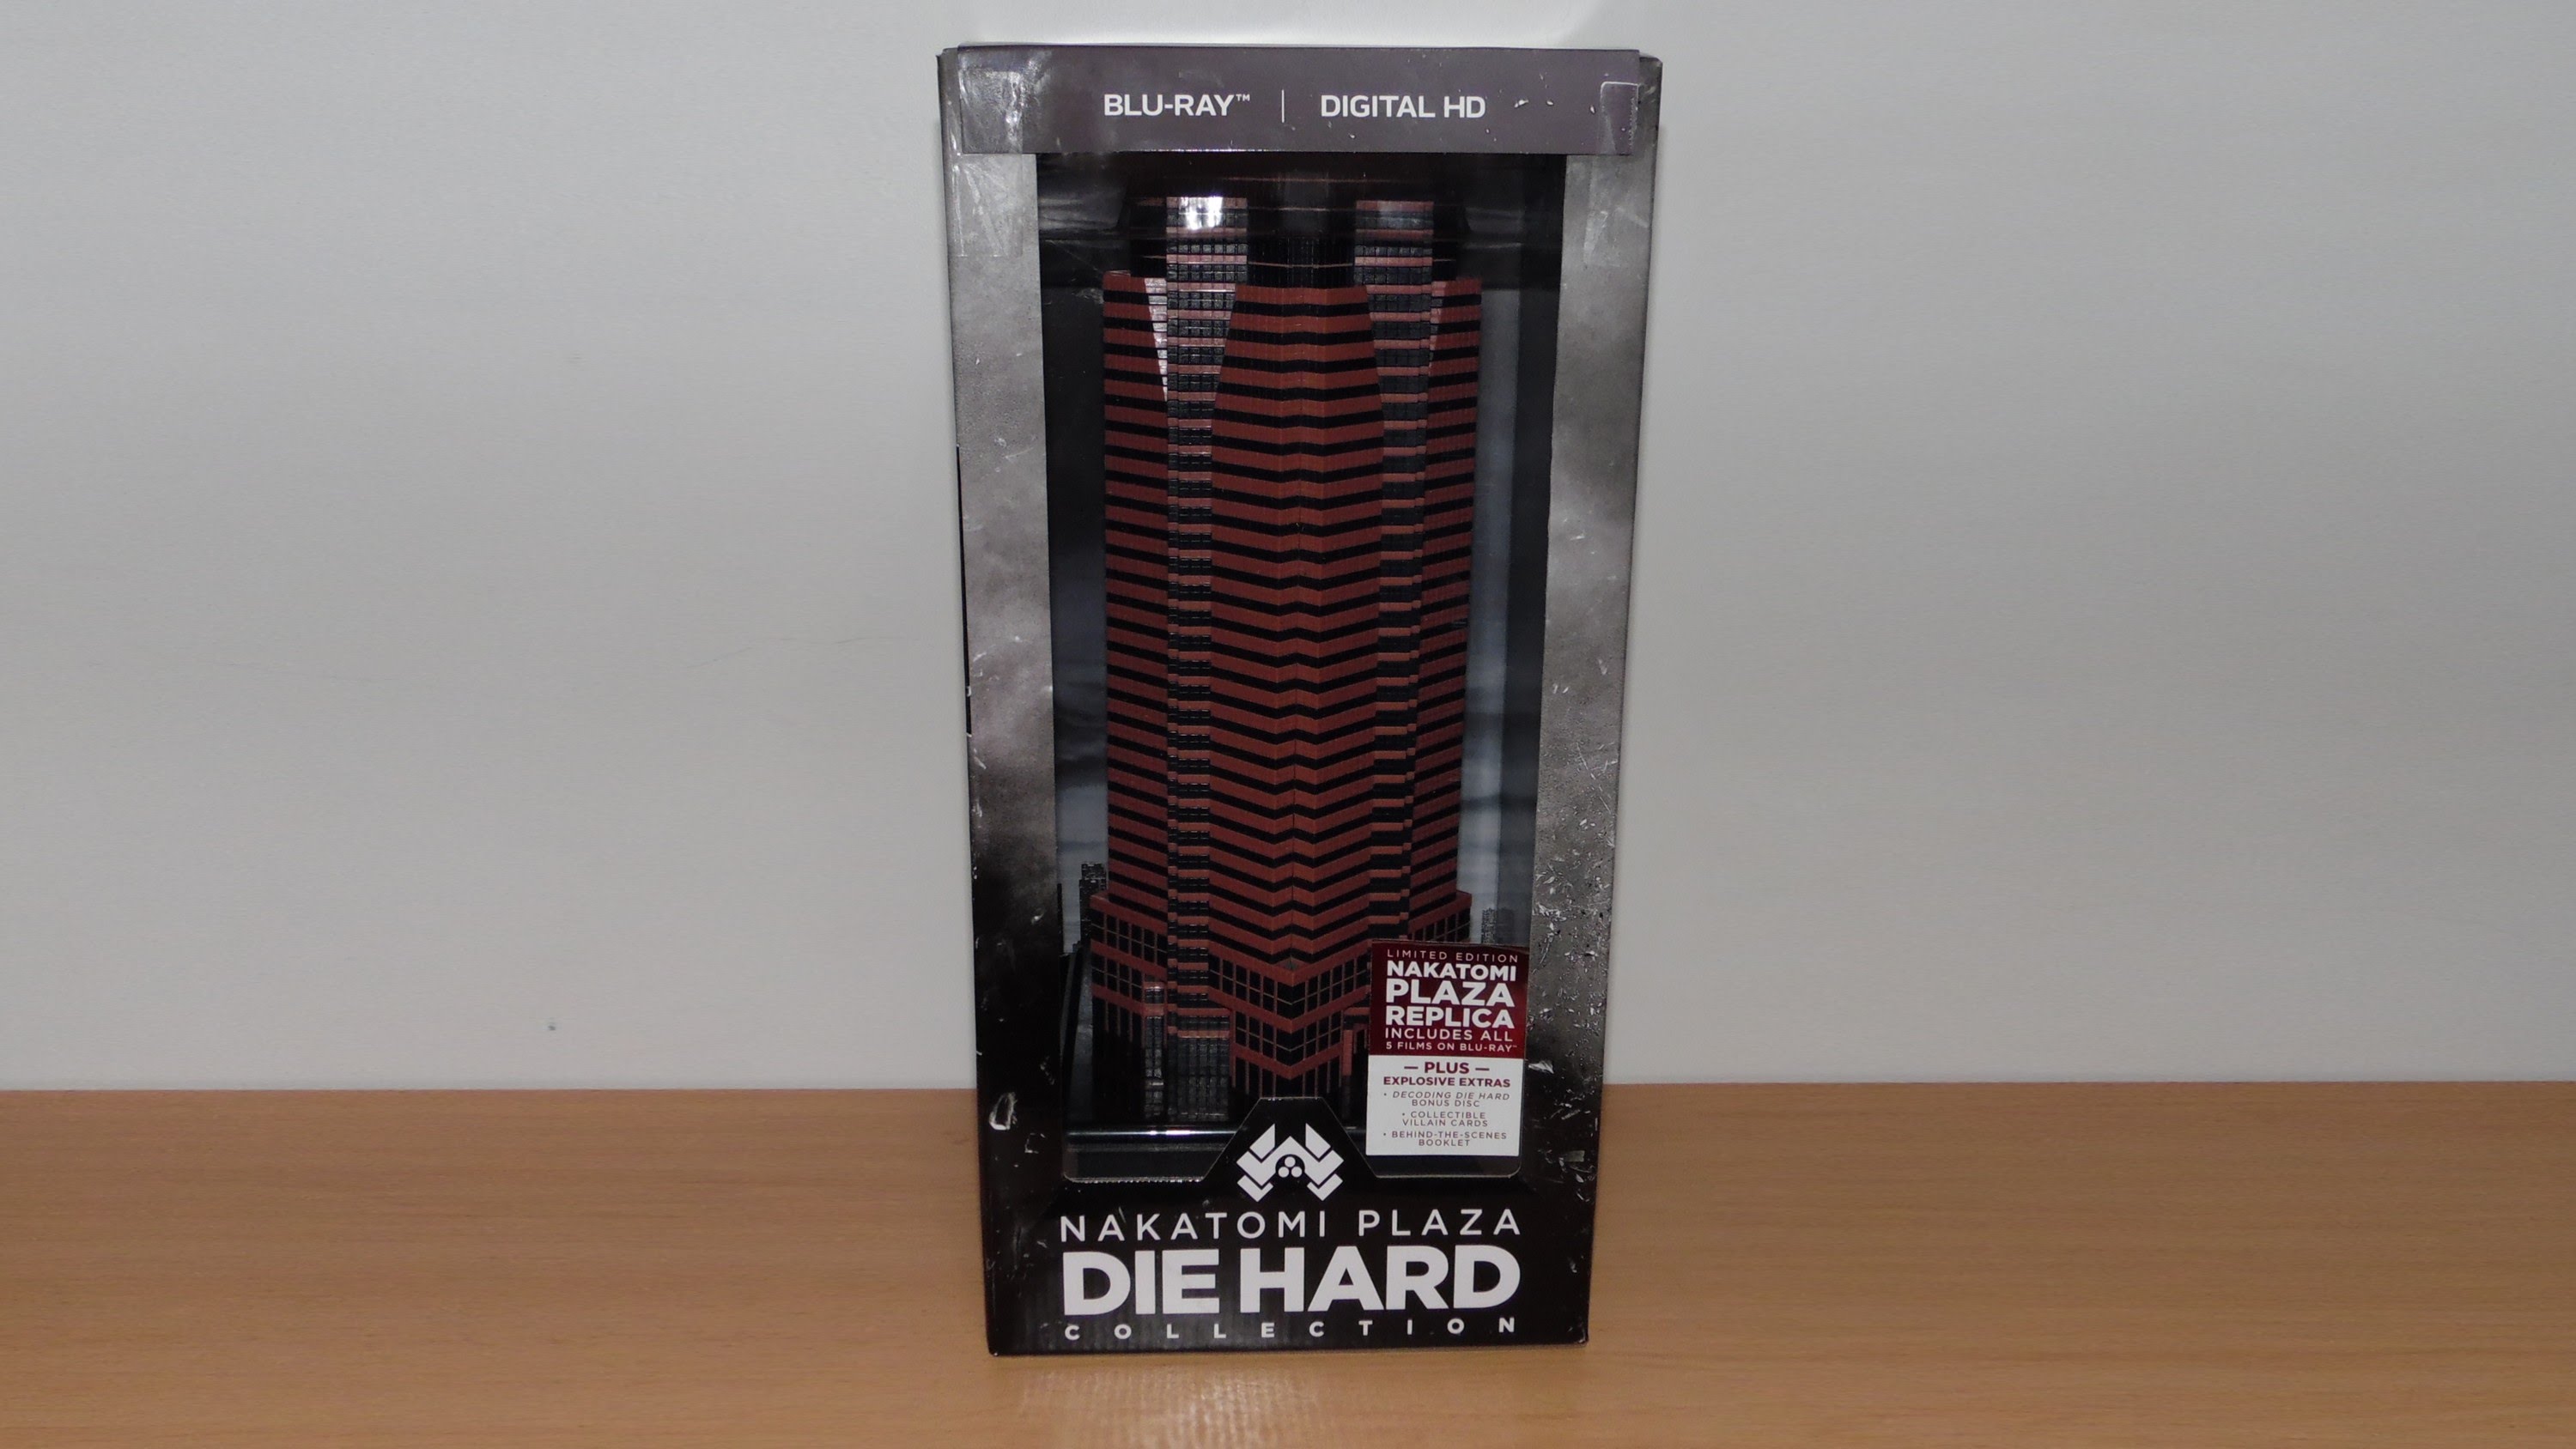 BLU-RAY™ | DIGITAL HD
LIMITED EDITION
NAKATOMI
PLAZA
REPLICA
INCLUDES ALL
5 FILMS ON BLU-RAY™
— PLUS —
EXPLOSIVE EXTRAS
• DECODING DIE HARD
BONUS DISC
• COLLECTIBLE
VILLAIN CARDS
• BEHIND-THE-SCENES
BOOKLET
NAKATOMI PLAZA
DIE HARD
COLLECTION